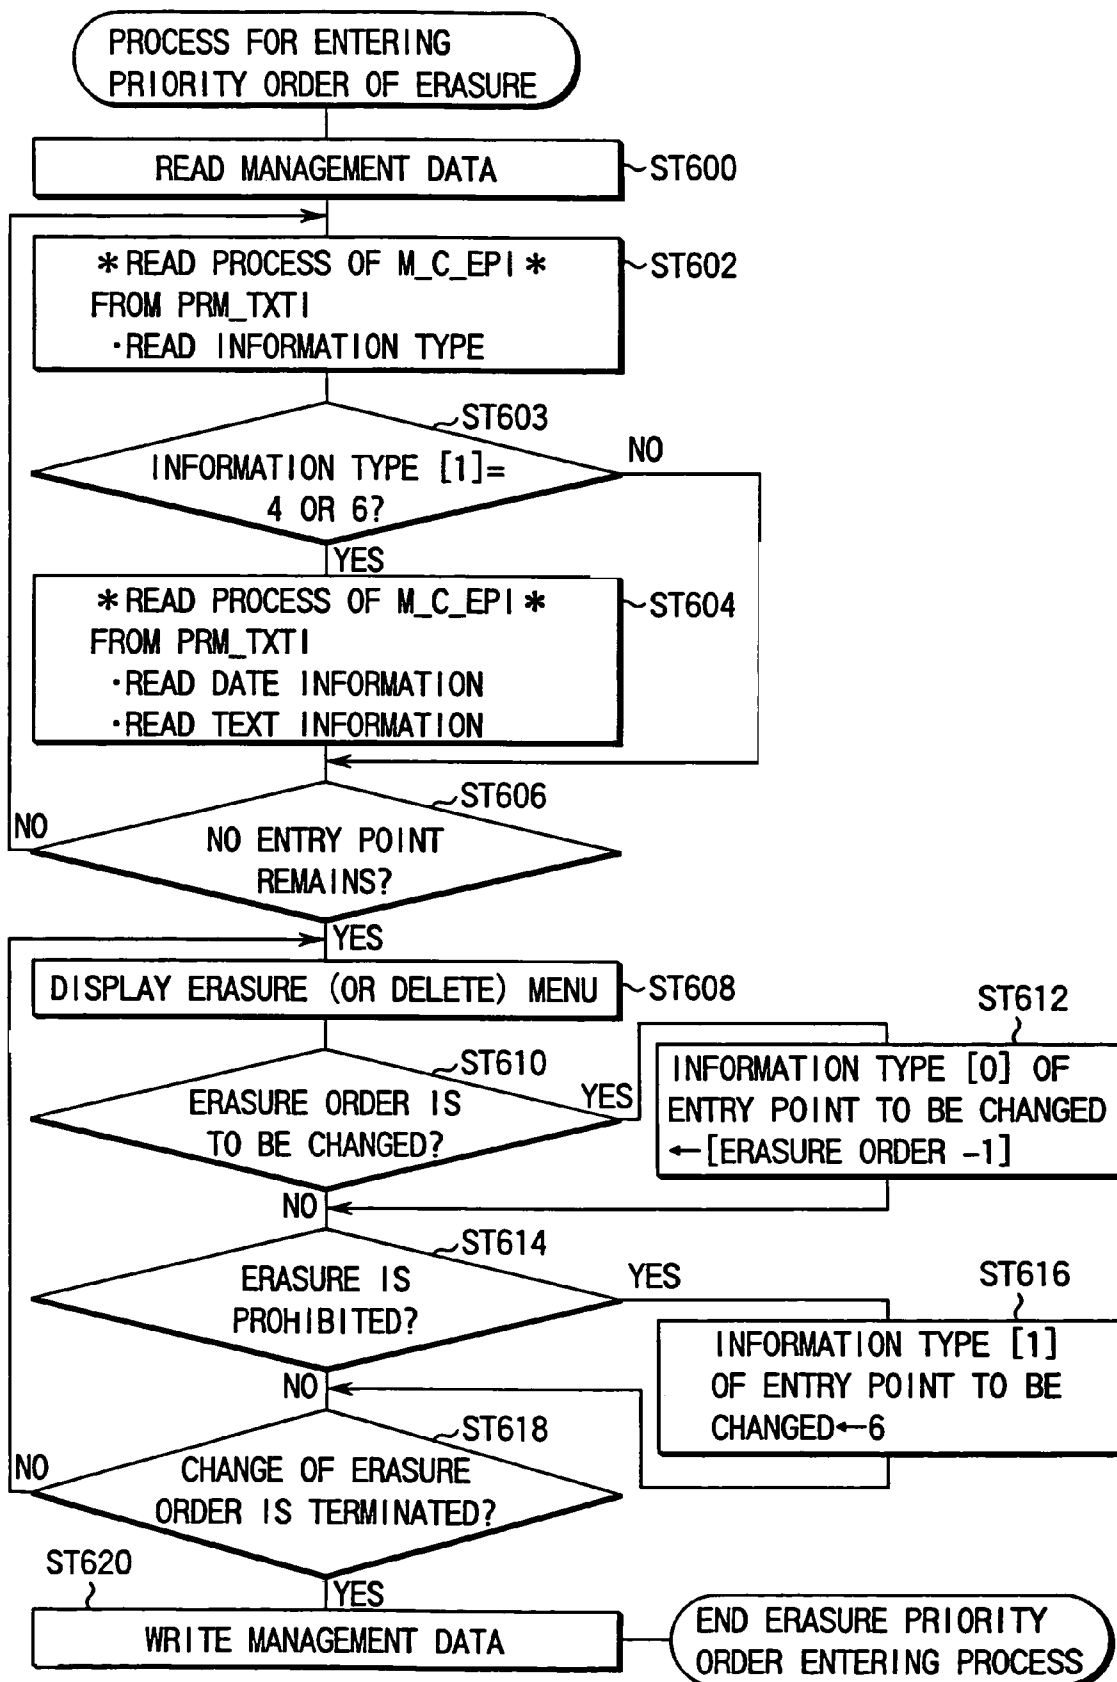 PROCESS FOR ENTERING
PRIORITY ORDER OF ERASURE
READ MANAGEMENT DATA
ST600
*READ PROCESS OF M_C_EPI*
FROM PRM_TXTI
·READ INFORMATION TYPE
ST602
ST603
INFORMATION TYPE [1]=
4 OR 6?
NO
YES
*READ PROCESS OF M_C_EPI*
FROM PRM_TXTI
·READ DATE INFORMATION
·READ TEXT INFORMATION
ST604
ST606
NO ENTRY POINT
REMAINS?
NO
YES
DISPLAY ERASURE (OR DELETE) MENU
ST608
ST610
ERASURE ORDER IS
TO BE CHANGED?
YES
ST612
INFORMATION TYPE [0] OF
ENTRY POINT TO BE CHANGED
←[ERASURE ORDER -1]
NO
ST614
ERASURE IS
PROHIBITED?
YES
ST616
INFORMATION TYPE [1]
OF ENTRY POINT TO BE
CHANGED←6
NO
ST618
CHANGE OF ERASURE
ORDER IS TERMINATED?
NO
YES
ST620
WRITE MANAGEMENT DATA
END ERASURE PRIORITY
ORDER ENTERING PROCESS